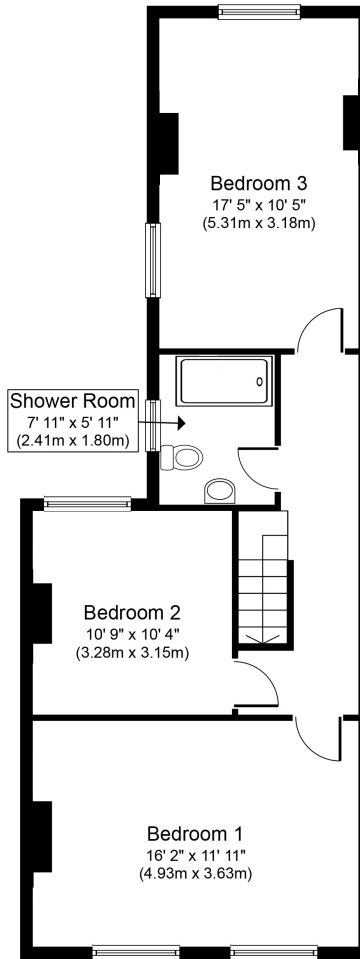 Bedroom 3
17' 5" x 10' 5"
(5.31m x 3.18m)
Shower Room
7' 11" x 5' 11"
(2.41m x 1.80m)
Bedroom 2
10' 9" x 10' 4"
(3.28m x 3.15m)
Bedroom 1
16' 2" x 11' 11"
(4.93m x 3.63m)